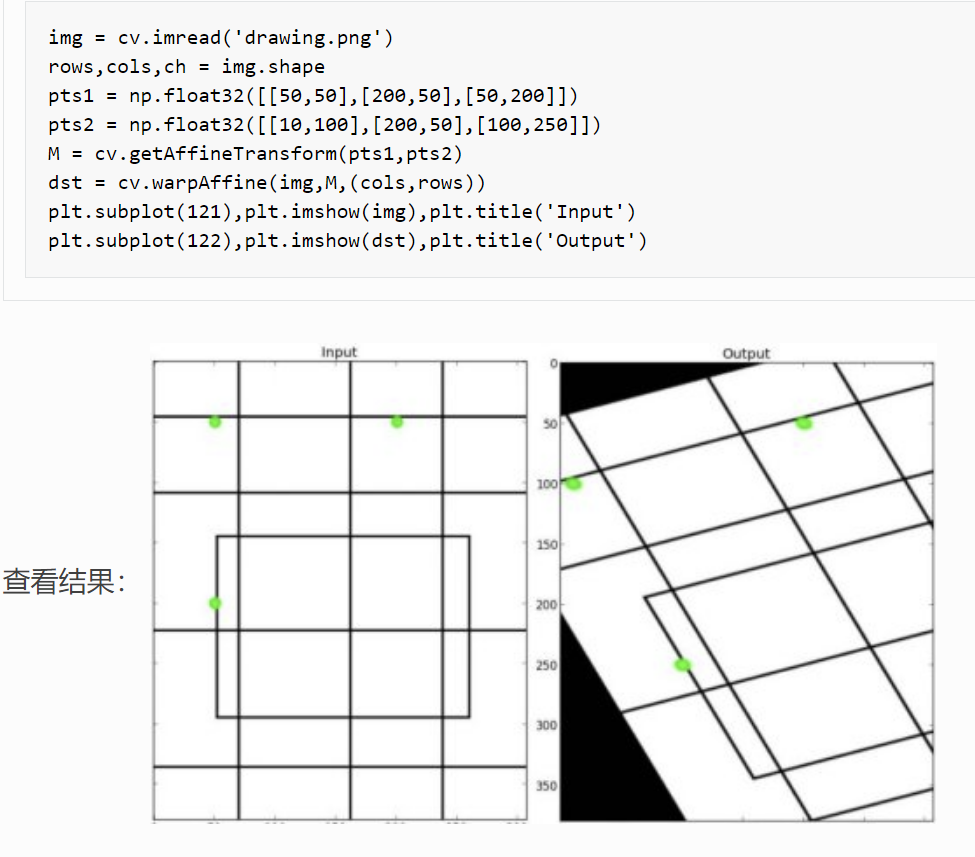 img = cv.imread('drawing.png')
rows,cols,ch = img.shape
pts1 = np.float32([[50,50],[200,50],[50,200]])
pts2 = np.float32([[10,100],[200,50],[100,250]])
M = cv.getAffineTransform(pts1,pts2)
dst = cv.warpAffine(img,M,(cols,rows))
plt.subplot(121),plt.imshow(img),plt.title('Input')
plt.subplot(122),plt.imshow(dst),plt.title('Output')
查看结果:
Input
Output
0
50
100
150
200
250
300
350